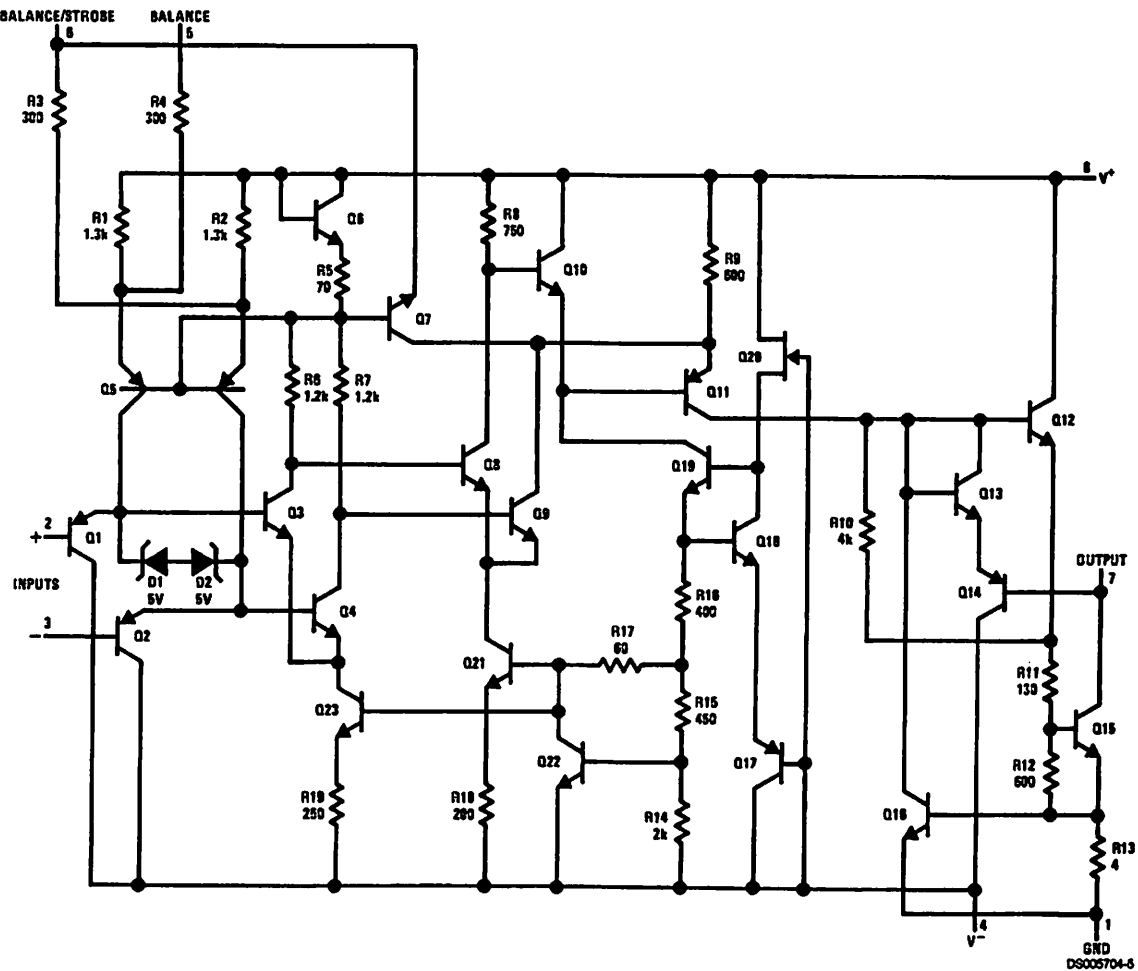 BALANCE/STROBE
6
BALANCE
5
R3
300
R4
300
R1
1.3k
R2
1.3k
Q6
R5
70
Q7
R8
750
Q10
R9
600
8
V+
Q5
R6
1.2k
R7
1.2k
Q11
Q20
Q12
Q8
Q19
Q13
Q3
Q9
Q18
R10
4k
+
2
Q1
INPUTS
D1
5V
D2
5V
Q14
OUTPUT
7
−
3
Q2
Q4
R16
400
R17
60
Q21
R11
130
Q23
R15
450
Q15
Q22
Q17
R12
600
R19
250
R18
200
R14
2k
Q16
R13
4
4
V−
1
GND
DS005704-5